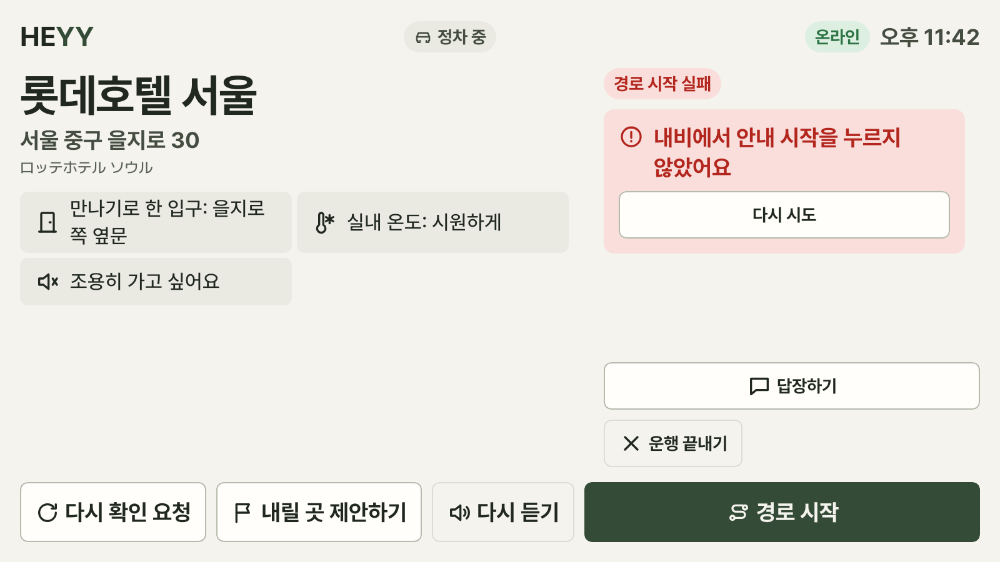 HEYY
정차 중
온라인
오후 11:42
롯데호텔 서울
서울 중구 을지로 30
ロッテホテル ソウル
만나기로 한 입구: 을지로
쪽 옆문
실내 온도: 시원하게
조용히 가고 싶어요
경로 시작 실패
내비에서 안내 시작을 누르지
않았어요
다시 시도
답장하기
운행 끝내기
다시 확인 요청
내릴 곳 제안하기
다시 듣기
경로 시작